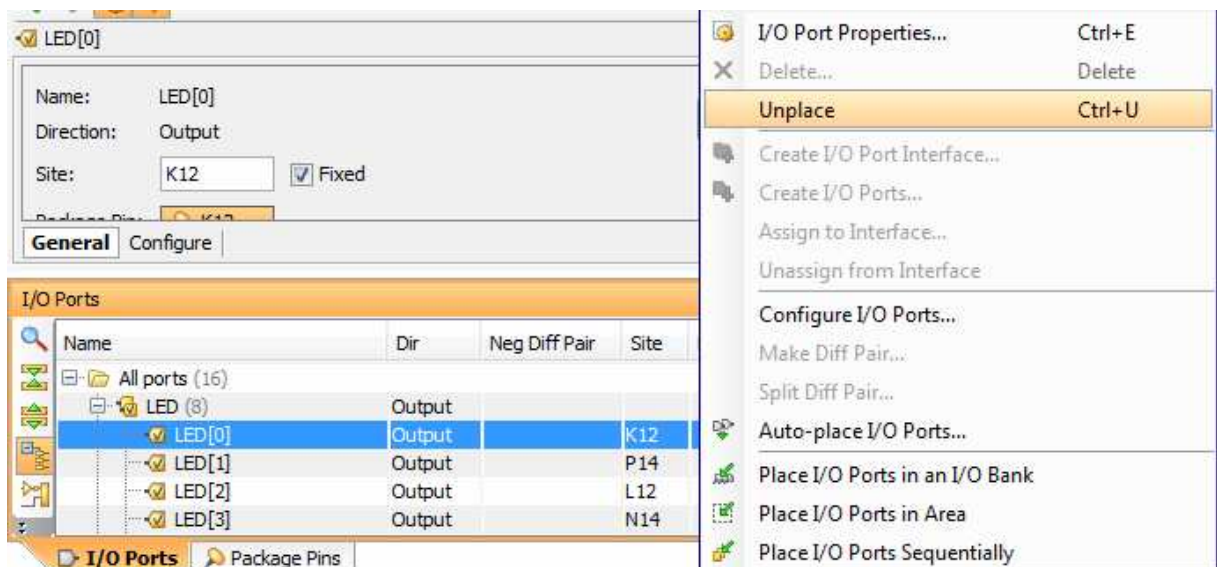 LED[0]
Name: LED[0]
Direction: Output
Site: K12 Fixed
Package Pin: K12
General Configure
I/O Ports
Name Dir Neg Diff Pair Site
All ports (16)
LED (8) Output
LED[0] Output K12
LED[1] Output P14
LED[2] Output L12
LED[3] Output N14
I/O Ports Package Pins
I/O Port Properties... Ctrl+E
Delete... Delete
Unplace Ctrl+U
Create I/O Port Interface...
Create I/O Ports...
Assign to Interface...
Unassign from Interface
Configure I/O Ports...
Make Diff Pair...
Split Diff Pair...
Auto-place I/O Ports...
Place I/O Ports in an I/O Bank
Place I/O Ports in Area
Place I/O Ports Sequentially